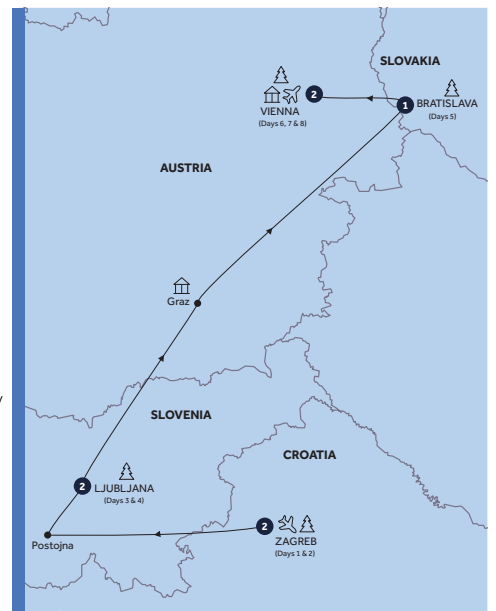 SLOVAKIA
2
VIENNA
(Days 6, 7 & 8)
1
BRATISLAVA
(Days 5)
AUSTRIA
Graz
SLOVENIA
CROATIA
2
LJUBLJANA
(Days 3 & 4)
2
ZAGREB
(Days 1 & 2)
Postojna